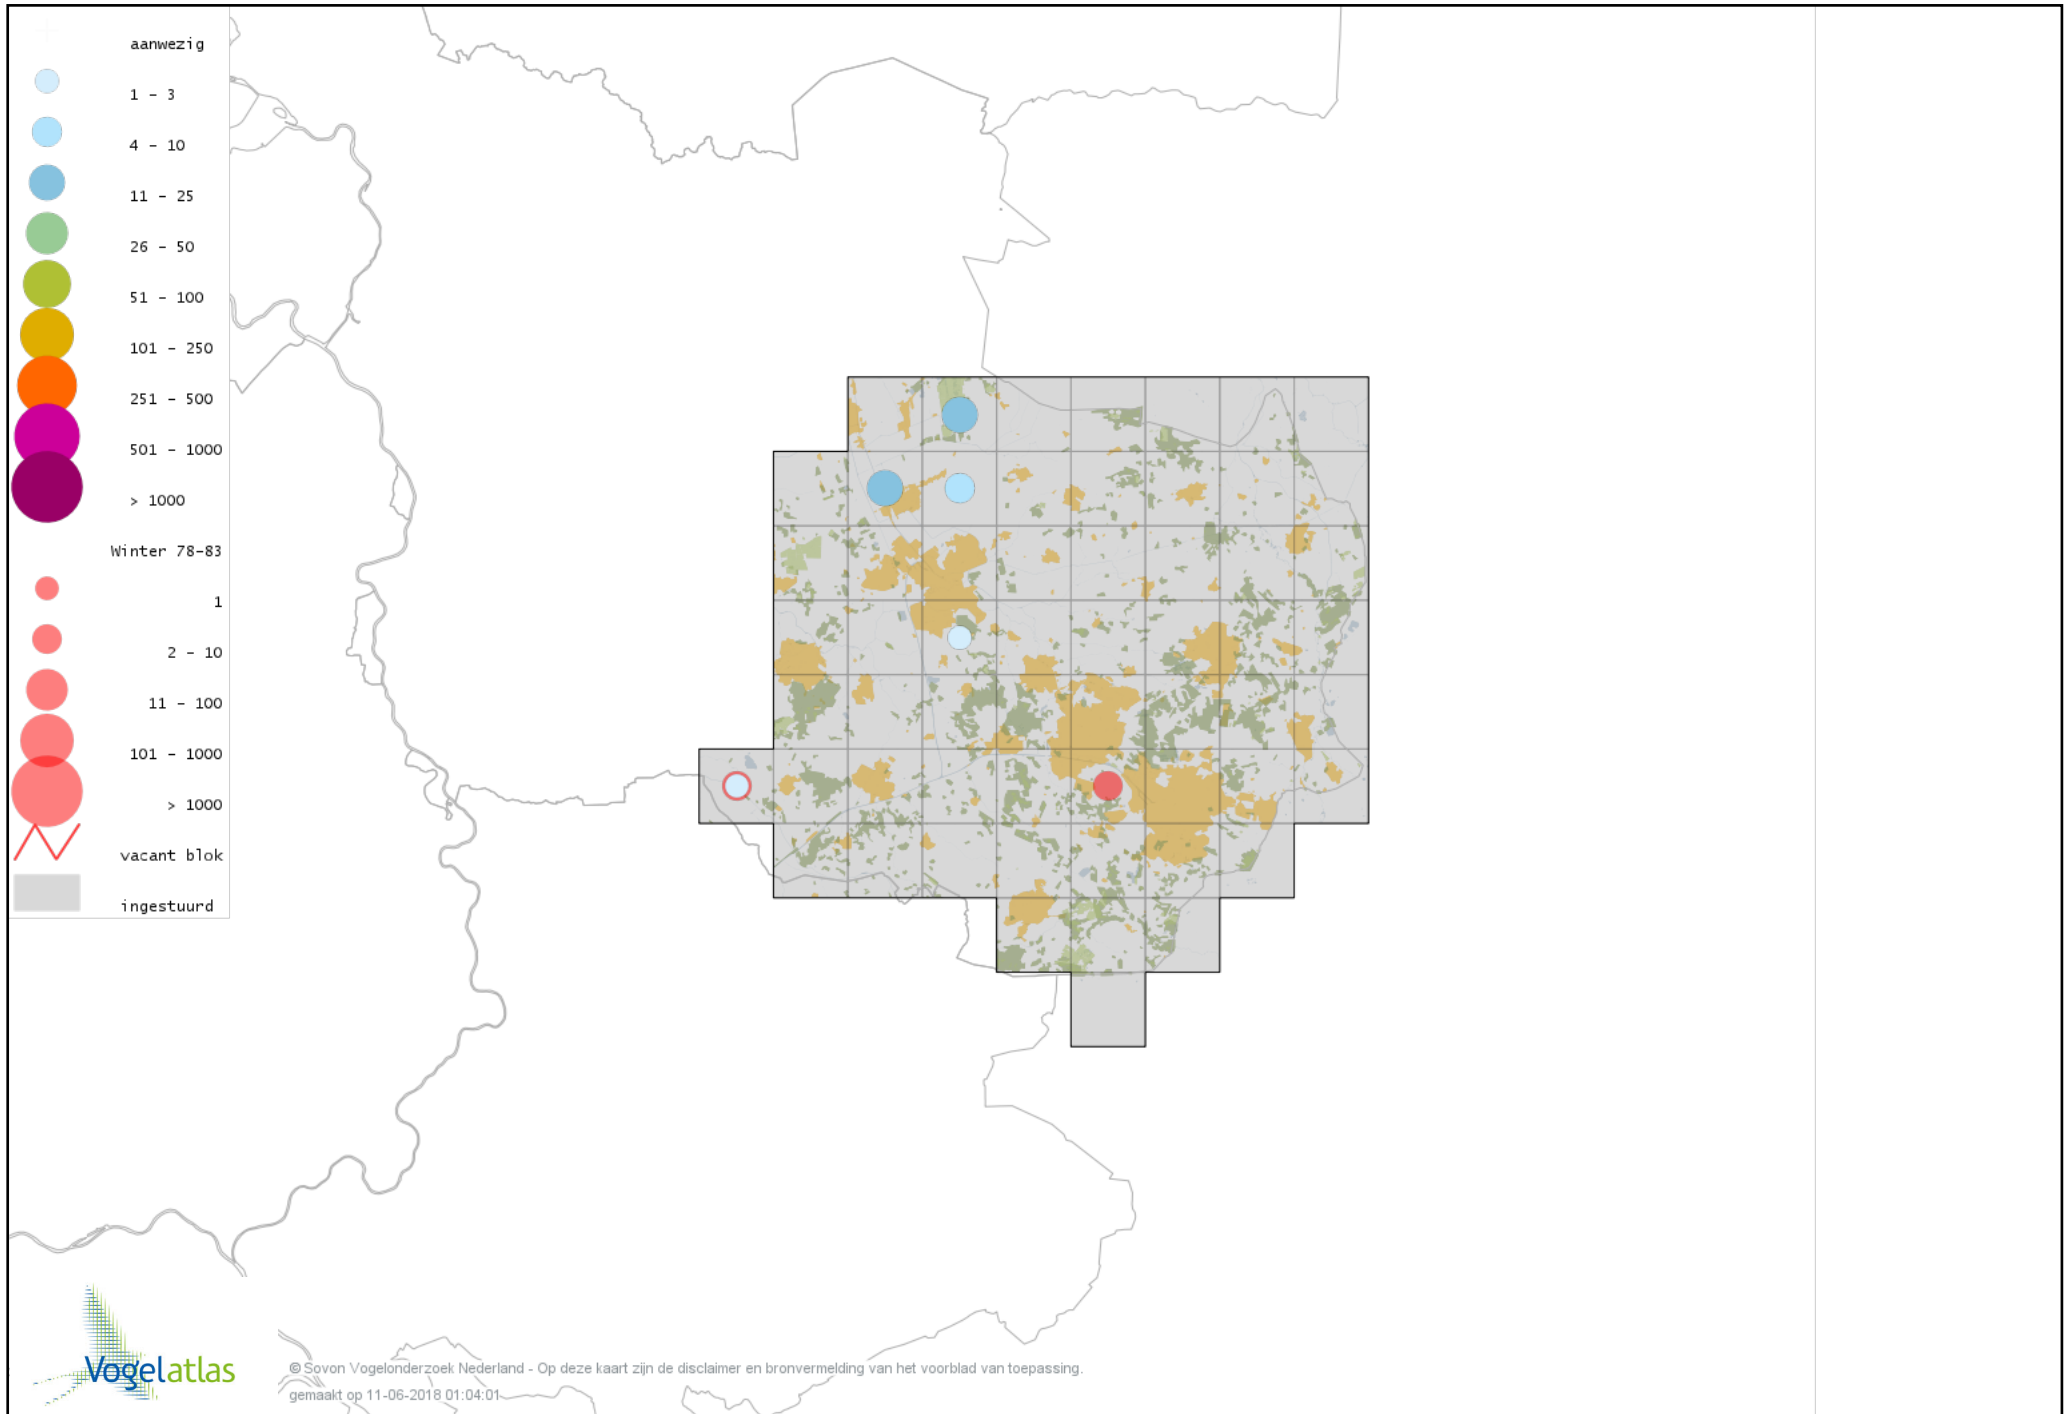 aanwezig
1 - 3
4 - 10
11 - 25
26 - 50
51 - 100
101 - 250
251 - 500
501 - 1000
> 1000
Winter 78-83
1
2 - 10
11 - 100
101 - 1000
> 1000
vacant blok
ingestuurd
Vogelatlas
© Sovon Vogelonderzoek Nederland - Op deze kaart zijn de disclaimer en bronvermelding van het voorblad van toepassing.
gemaakt op 11-06-2018 01:04:01